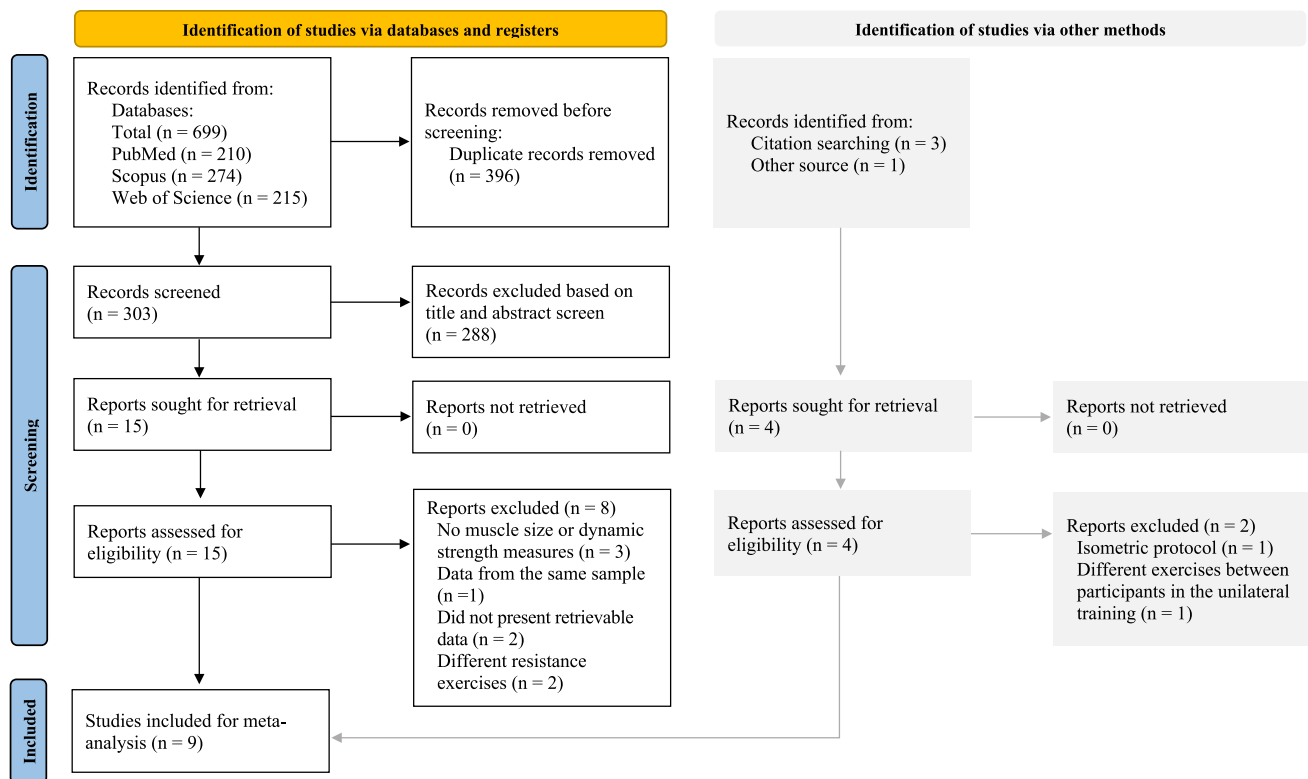 Identification of studies via databases and registers
Identification of studies via other methods
Identification
Records identified from:
Databases:
Total (n = 699)
PubMed (n = 210)
Scopus (n = 274)
Web of Science (n = 215)
Records removed before
screening:
Duplicate records removed
(n = 396)
Records identified from:
Citation searching (n = 3)
Other source (n = 1)
Screening
Records screened
(n = 303)
Records excluded based on
title and abstract screen
(n = 288)
Reports sought for retrieval
(n = 15)
Reports not retrieved
(n = 0)
Reports sought for retrieval
(n = 4)
Reports not retrieved
(n = 0)
Reports assessed for
eligibility (n = 15)
Reports excluded (n = 8)
No muscle size or dynamic
strength measures (n = 3)
Data from the same sample
(n =1)
Did not present retrievable
data (n = 2)
Different resistance
exercises (n = 2)
Reports assessed for
eligibility (n = 4)
Reports excluded (n = 2)
Isometric protocol (n = 1)
Different exercises between
participants in the unilateral
training (n = 1)
Included
Studies included for meta-
analysis (n = 9)